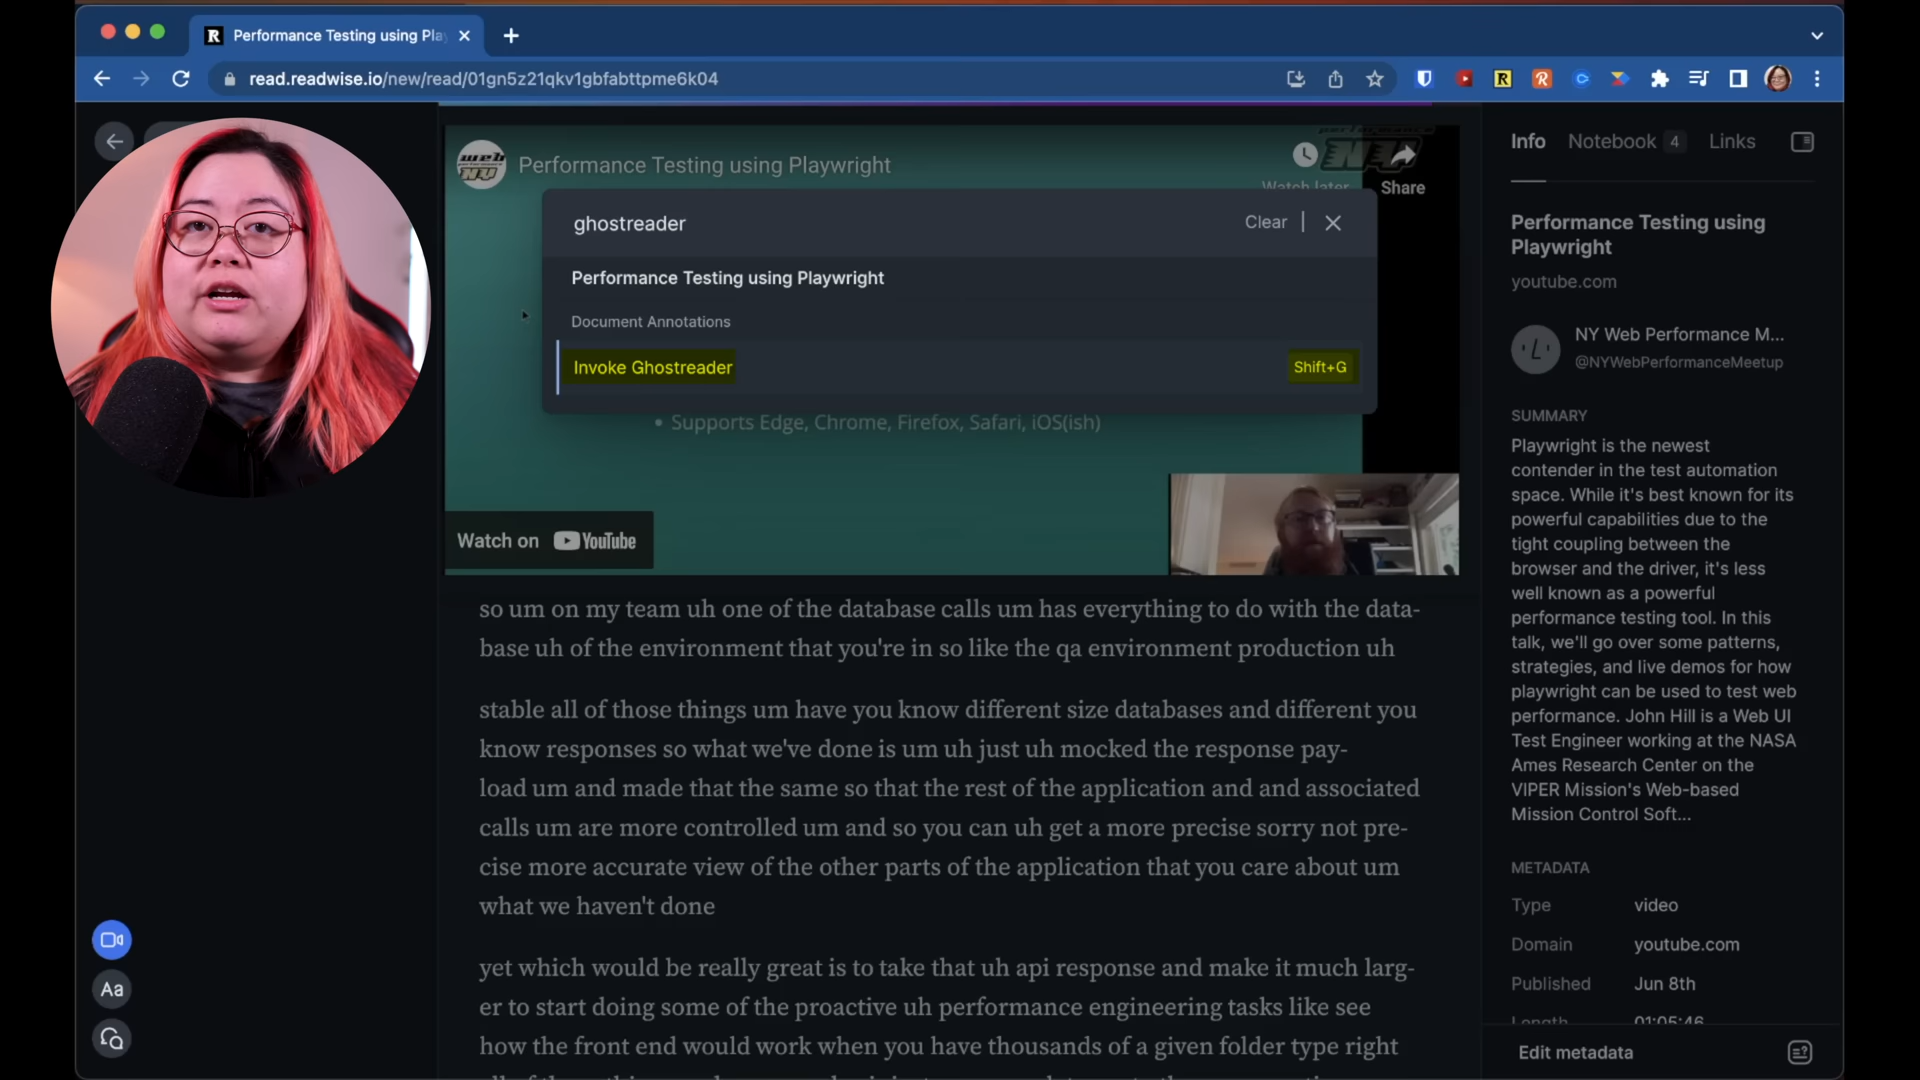 Performance Testing using Pla
read.readwise.io/new/read/01gn5z21qkv1gbfabttpme6k04
Performance Testing using Playwright
Watch later
Share
ghostreader
Clear
Performance Testing using Playwright
Document Annotations
Invoke Ghostreader
Shift+G
• Supports Edge, Chrome, Firefox, Safari, iOS(ish)
Watch on YouTube
so um on my team uh one of the database calls um has everything to do with the data-
base uh of the environment that you're in so like the qa environment production uh
stable all of those things um have you know different size databases and different you
know responses so what we've done is um uh just uh mocked the response pay-
load um and made that the same so that the rest of the application and and associated
calls um are more controlled um and so you can uh get a more precise sorry not pre-
cise more accurate view of the other parts of the application that you care about um
what we haven't done
yet which would be really great is to take that uh api response and make it much larg-
er to start doing some of the proactive uh performance engineering tasks like see
how the front end would work when you have thousands of a given folder type right
Info
Notebook 4
Links
Performance Testing using
Playwright
youtube.com
NY Web Performance M...
@NYWebPerformanceMeetup
SUMMARY
Playwright is the newest
contender in the test automation
space. While it's best known for its
powerful capabilities due to the
tight coupling between the
browser and the driver, it's less
well known as a powerful
performance testing tool. In this
talk, we'll go over some patterns,
strategies, and live demos for how
playwright can be used to test web
performance. John Hill is a Web UI
Test Engineer working at the NASA
Ames Research Center on the
VIPER Mission's Web-based
Mission Control Soft...
METADATA
Type video
Domain youtube.com
Published Jun 8th
Length 01:05:46
Edit metadata
Aa